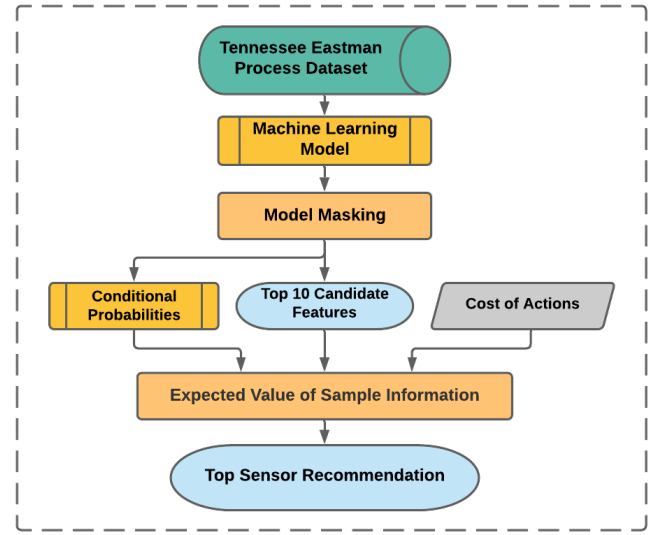 Tennessee Eastman
Process Dataset
Machine Learning
Model
Model Masking
Conditional
Probabilities
Top 10 Candidate
Features
Cost of Actions
Expected Value of Sample Information
Top Sensor Recommendation